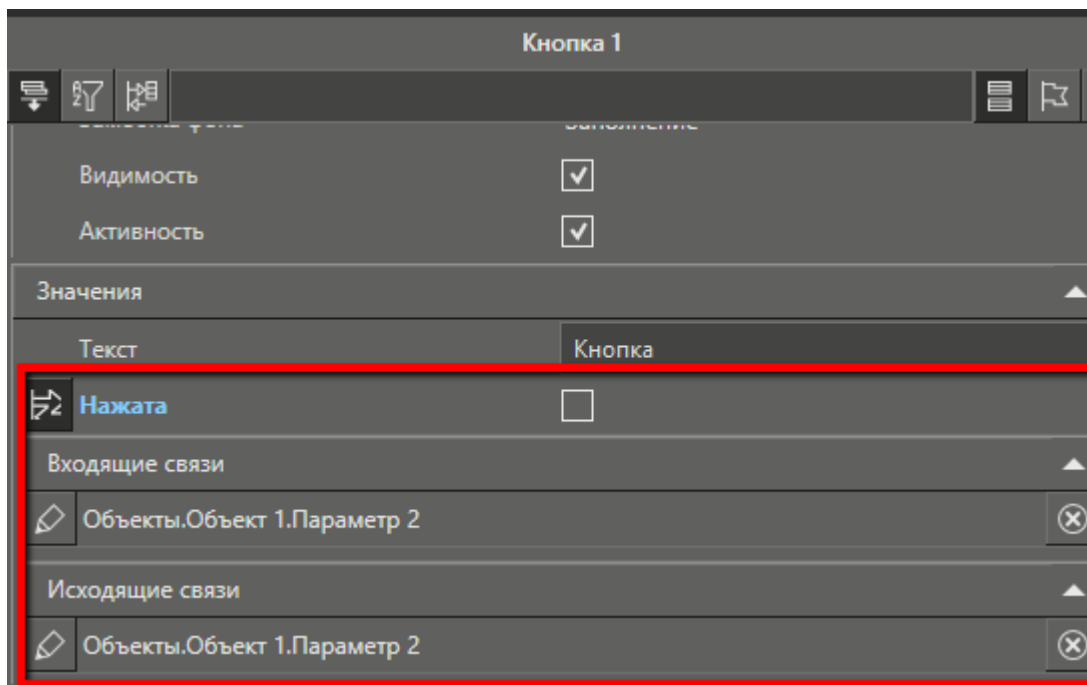 Кнопка 1
Заполнение
Видимость
Активность
Значения
Текст Кнопка
Нажата
Входящие связи
Объекты.Объект 1.Параметр 2
Исходящие связи
Объекты.Объект 1.Параметр 2